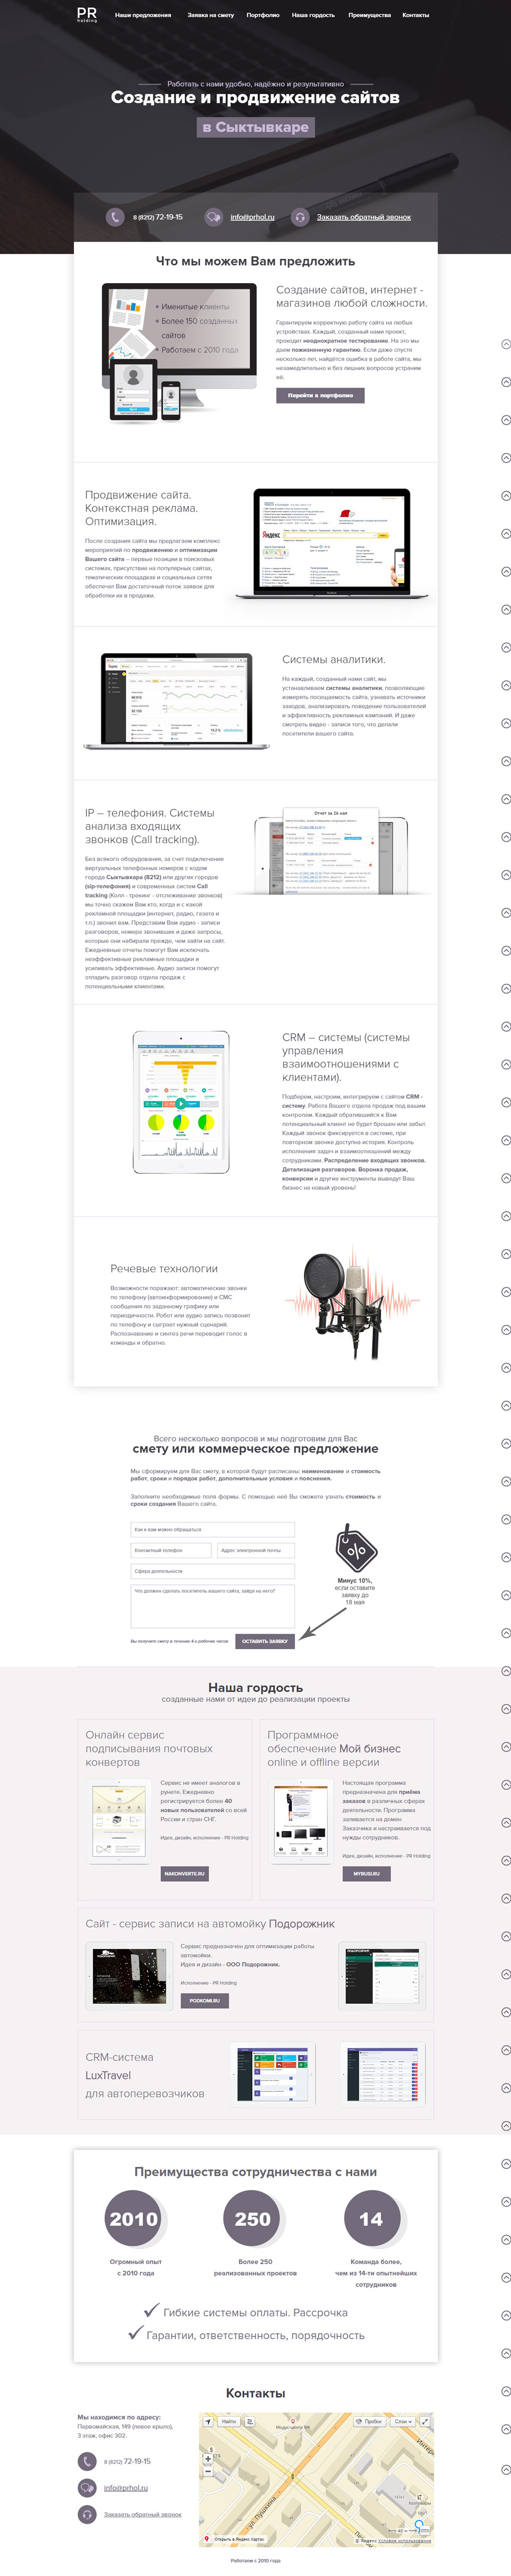 PR
holding
Наши предложения
Заявка на смету
Портфолио
Наша гордость
Преимущества
Контакты
Работать с нами удобно, надёжно и результативно
Создание и продвижение сайтов
в Сыктывкаре
8 (8212) 72-19-15
info@prhol.ru
Заказать обратный звонок
Что мы можем Вам предложить
+ Именитые клиенты
+ Более 150 созданных
сайтов
+ Работаем с 2010 года
Создание сайтов, интернет -
магазинов любой сложности.
Гарантируем корректную работу сайта на любых
устройствах. Каждый, созданный нами проект,
проходит неоднократное тестирование. На это мы
даем пожизненную гарантию. Если даже спустя
несколько лет, найдётся ошибка в работе сайта, мы
незамедлительно и без лишних вопросов устраним
её.
Перейти в портфолио
Продвижение сайта.
Контекстная реклама.
Оптимизация.
После создания сайта мы предлагаем комплекс
мероприятий по продвижению и оптимизации
Вашего сайта – первые позиции в поисковых
системах, присутствие на популярных сайтах,
тематических площадках и социальных сетях
обеспечат Вам достаточный поток заявок для
обработки их в продажи.
Яндекс
Системы аналитики.
На каждый, созданный нами сайт, мы
устанавливаем системы аналитики, позволяющие
измерять посещаемость сайта, узнавать источники
заходов, анализировать поведение пользователей
и эффективность рекламных кампаний. И даже
смотреть видео - записи того, что делали
посетители вашего сайта.
IP – телефония. Системы
анализа входящих
звонков (Call tracking).
Без всякого оборудования, за счет подключения
виртуальных телефонных номеров с кодом
города Сыктывкара (8212) или других городов
(sip-телефония) и современных систем Call
tracking (Колл - трекинг - отслеживание звонков)
мы точно скажем Вам кто, когда и с какой
рекламной площадки (интернет, радио, газета и
т.п.) звонил вам. Представим Вам аудио - записи
разговоров, номера звонивших и даже запросы,
которые они набирали прежде, чем зайти на сайт.
Ежедневные отчеты помогут Вам исключать
неэффективные рекламные площадки и
усиливать эффективные. Аудио записи помогут
отладить разговор отдела продаж с
потенциальными клиентами.
Отчет за 26 мая
CRM – системы (системы
управления
взаимоотношениями с
клиентами).
Подберем, настроим, интегрируем с сайтом CRM -
систему. Работа Вашего отдела продаж под вашим
контролем. Каждый обратившийся к Вам
потенциальный клиент не будет брошен или забыт.
Каждый звонок фиксируется в системе, при
повторном звонке доступна история. Контроль
исполнения задач и взаимоотношений между
сотрудниками. Распределение входящих звонков.
Детализация разговоров. Воронка продаж,
конверсии и другие инструменты выведут Ваш
бизнес на новый уровень!
Речевые технологии
Возможности поражают: автоматические звонки
по телефону (автоинформирование) и СМС
сообщения по заданному графику или
периодичности. Робот или аудио запись позвонит
по телефону и сыграет нужный сценарий.
Распознавание и синтез речи переводит голос в
команды и обратно.
Всего несколько вопросов и мы подготовим для Вас
смету или коммерческое предложение
Мы сформируем для Вас смету, в которой будут расписаны: наименование и стоимость
работ, сроки и порядок работ, дополнительные условия и пояснения.
Заполните необходимые поля формы. С помощью неё Вы сможете узнать стоимость и
сроки создания Вашего сайта.
Как к вам можно обращаться
Контактный телефон
Адрес электронной почты
Сфера деятельности
Что должен сделать посетитель вашего сайта, зайдя на него?
Вы получите смету в течение 4-х рабочих часов
ОСТАВИТЬ ЗАЯВКУ
%
Минус 10%,
если оставите
заявку до
18 мая
Наша гордость
созданные нами от идеи до реализации проекты
Онлайн сервис
подписывания почтовых
конвертов
Сервис не имеет аналогов в
рунете. Ежедневно
регистрируется более 40
новых пользователей со всей
России и стран СНГ.
Идея, дизайн, исполнение - PR Holding
NAKONVERTE.RU
Программное
обеспечение Мой бизнес
online и offline версии
Настоящая программа
предназначена для приёма
заказов в различных сферах
деятельности. Программа
запивается на домен
Заказчика и настраивается под
нужды сотрудников.
Идея, дизайн, исполнение - PR Holding
MYBUSI.RU
Сайт - сервис записи на автомойку Подорожник
Сервис предназначен для оптимизации работы
автомойки.
Идея и дизайн - ООО Подорожник.
Исполнение - PR Holding
PODKOMI.RU
CRM-система
LuxTravel
для автоперевозчиков
Преимущества сотрудничества с нами
2010
250
14
Огромный опыт
с 2010 года
Более 250
реализованных проектов
Команда более,
чем из 14-ти опытнейших
сотрудников
Гибкие системы оплаты. Рассрочка
Гарантии, ответственность, порядочность
Контакты
Мы находимся по адресу:
Первомайская, 149 (левое крыло),
3 этаж, офис 302.
8 (8212) 72-19-15
info@prhol.ru
Заказать обратный звонок
Найти
Пробки
Слои
ул. Пушкина
Интерн
Открыть в Яндекс.Картах
© Яндекс Условия использования
Работаем с 2010 года